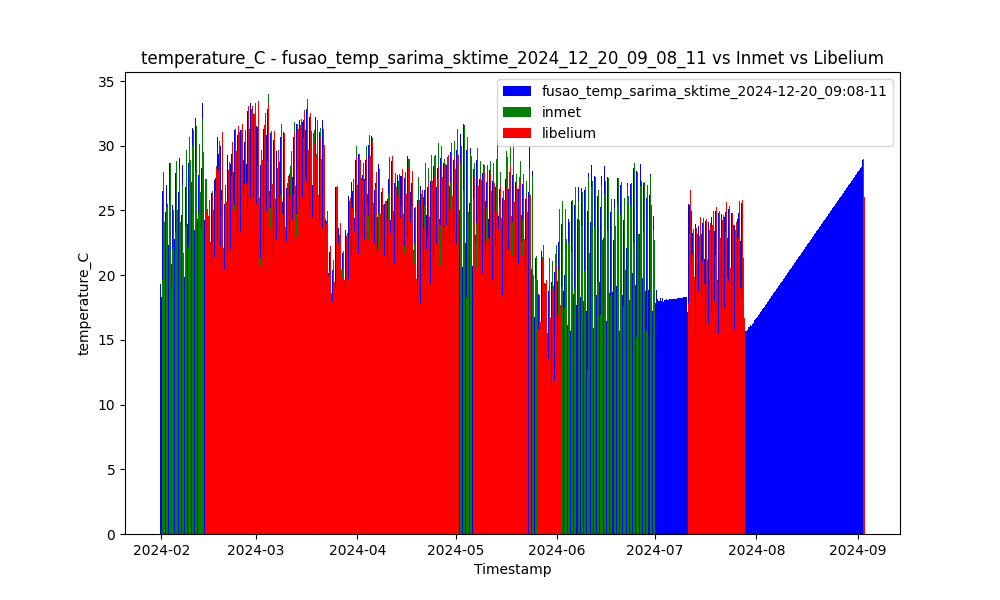 temperature_C - fusao_temp_sarima_sktime_2024_12_20_09_08_11 vs Inmet vs Libelium
fusao_temp_sarima_sktime_2024-12-20_09:08-11
inmet
libelium
temperature_C
35
30
25
20
15
10
5
0
2024-02 2024-03 2024-04 2024-05 2024-06 2024-07 2024-08 2024-09
Timestamp